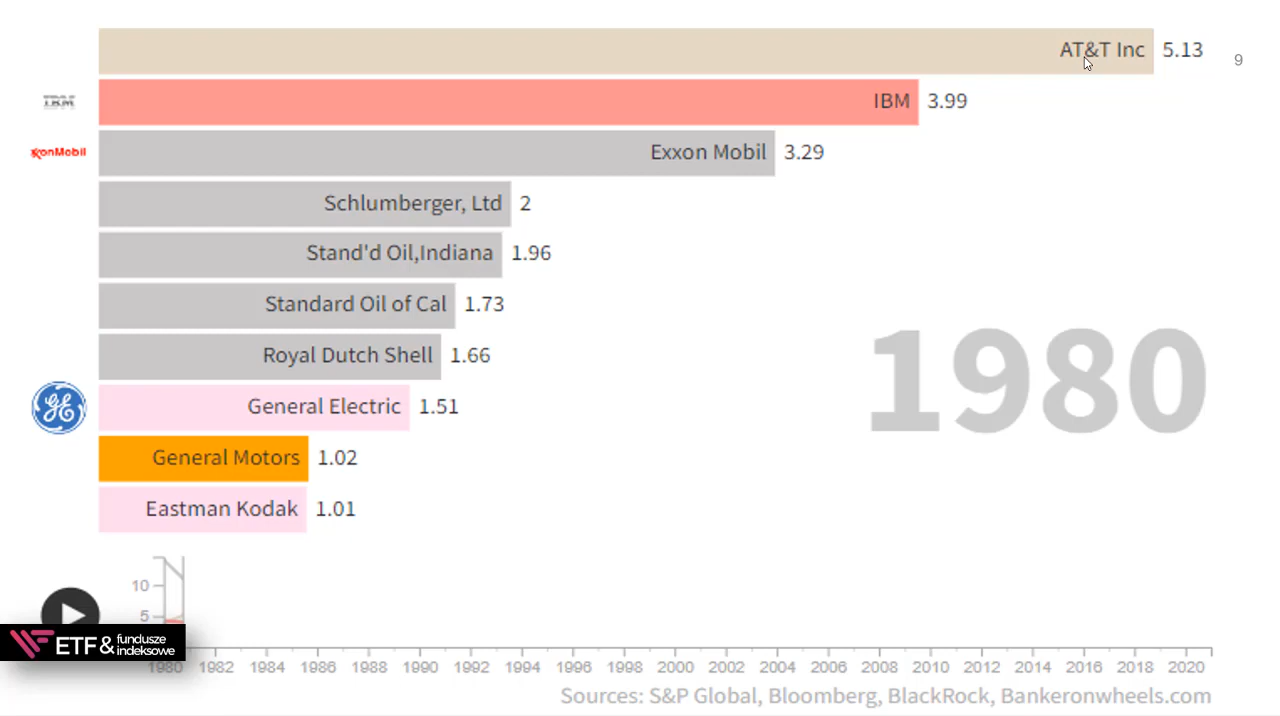 AT&T Inc 5.13
9
IBM IBM 3.99
ExxonMobil Exxon Mobil 3.29
Schlumberger, Ltd 2
Stand'd Oil,Indiana 1.96
Standard Oil of Cal 1.73
Royal Dutch Shell 1.66
GE General Electric 1.51
General Motors 1.02
Eastman Kodak 1.01
1980
10
5
ETF & fundusze
indeksowe
1980 1982 1984 1986 1988 1990 1992 1994 1996 1998 2000 2002 2004 2006 2008 2010 2012 2014 2016 2018 2020
Sources: S&P Global, Bloomberg, BlackRock, Bankeronwheels.com